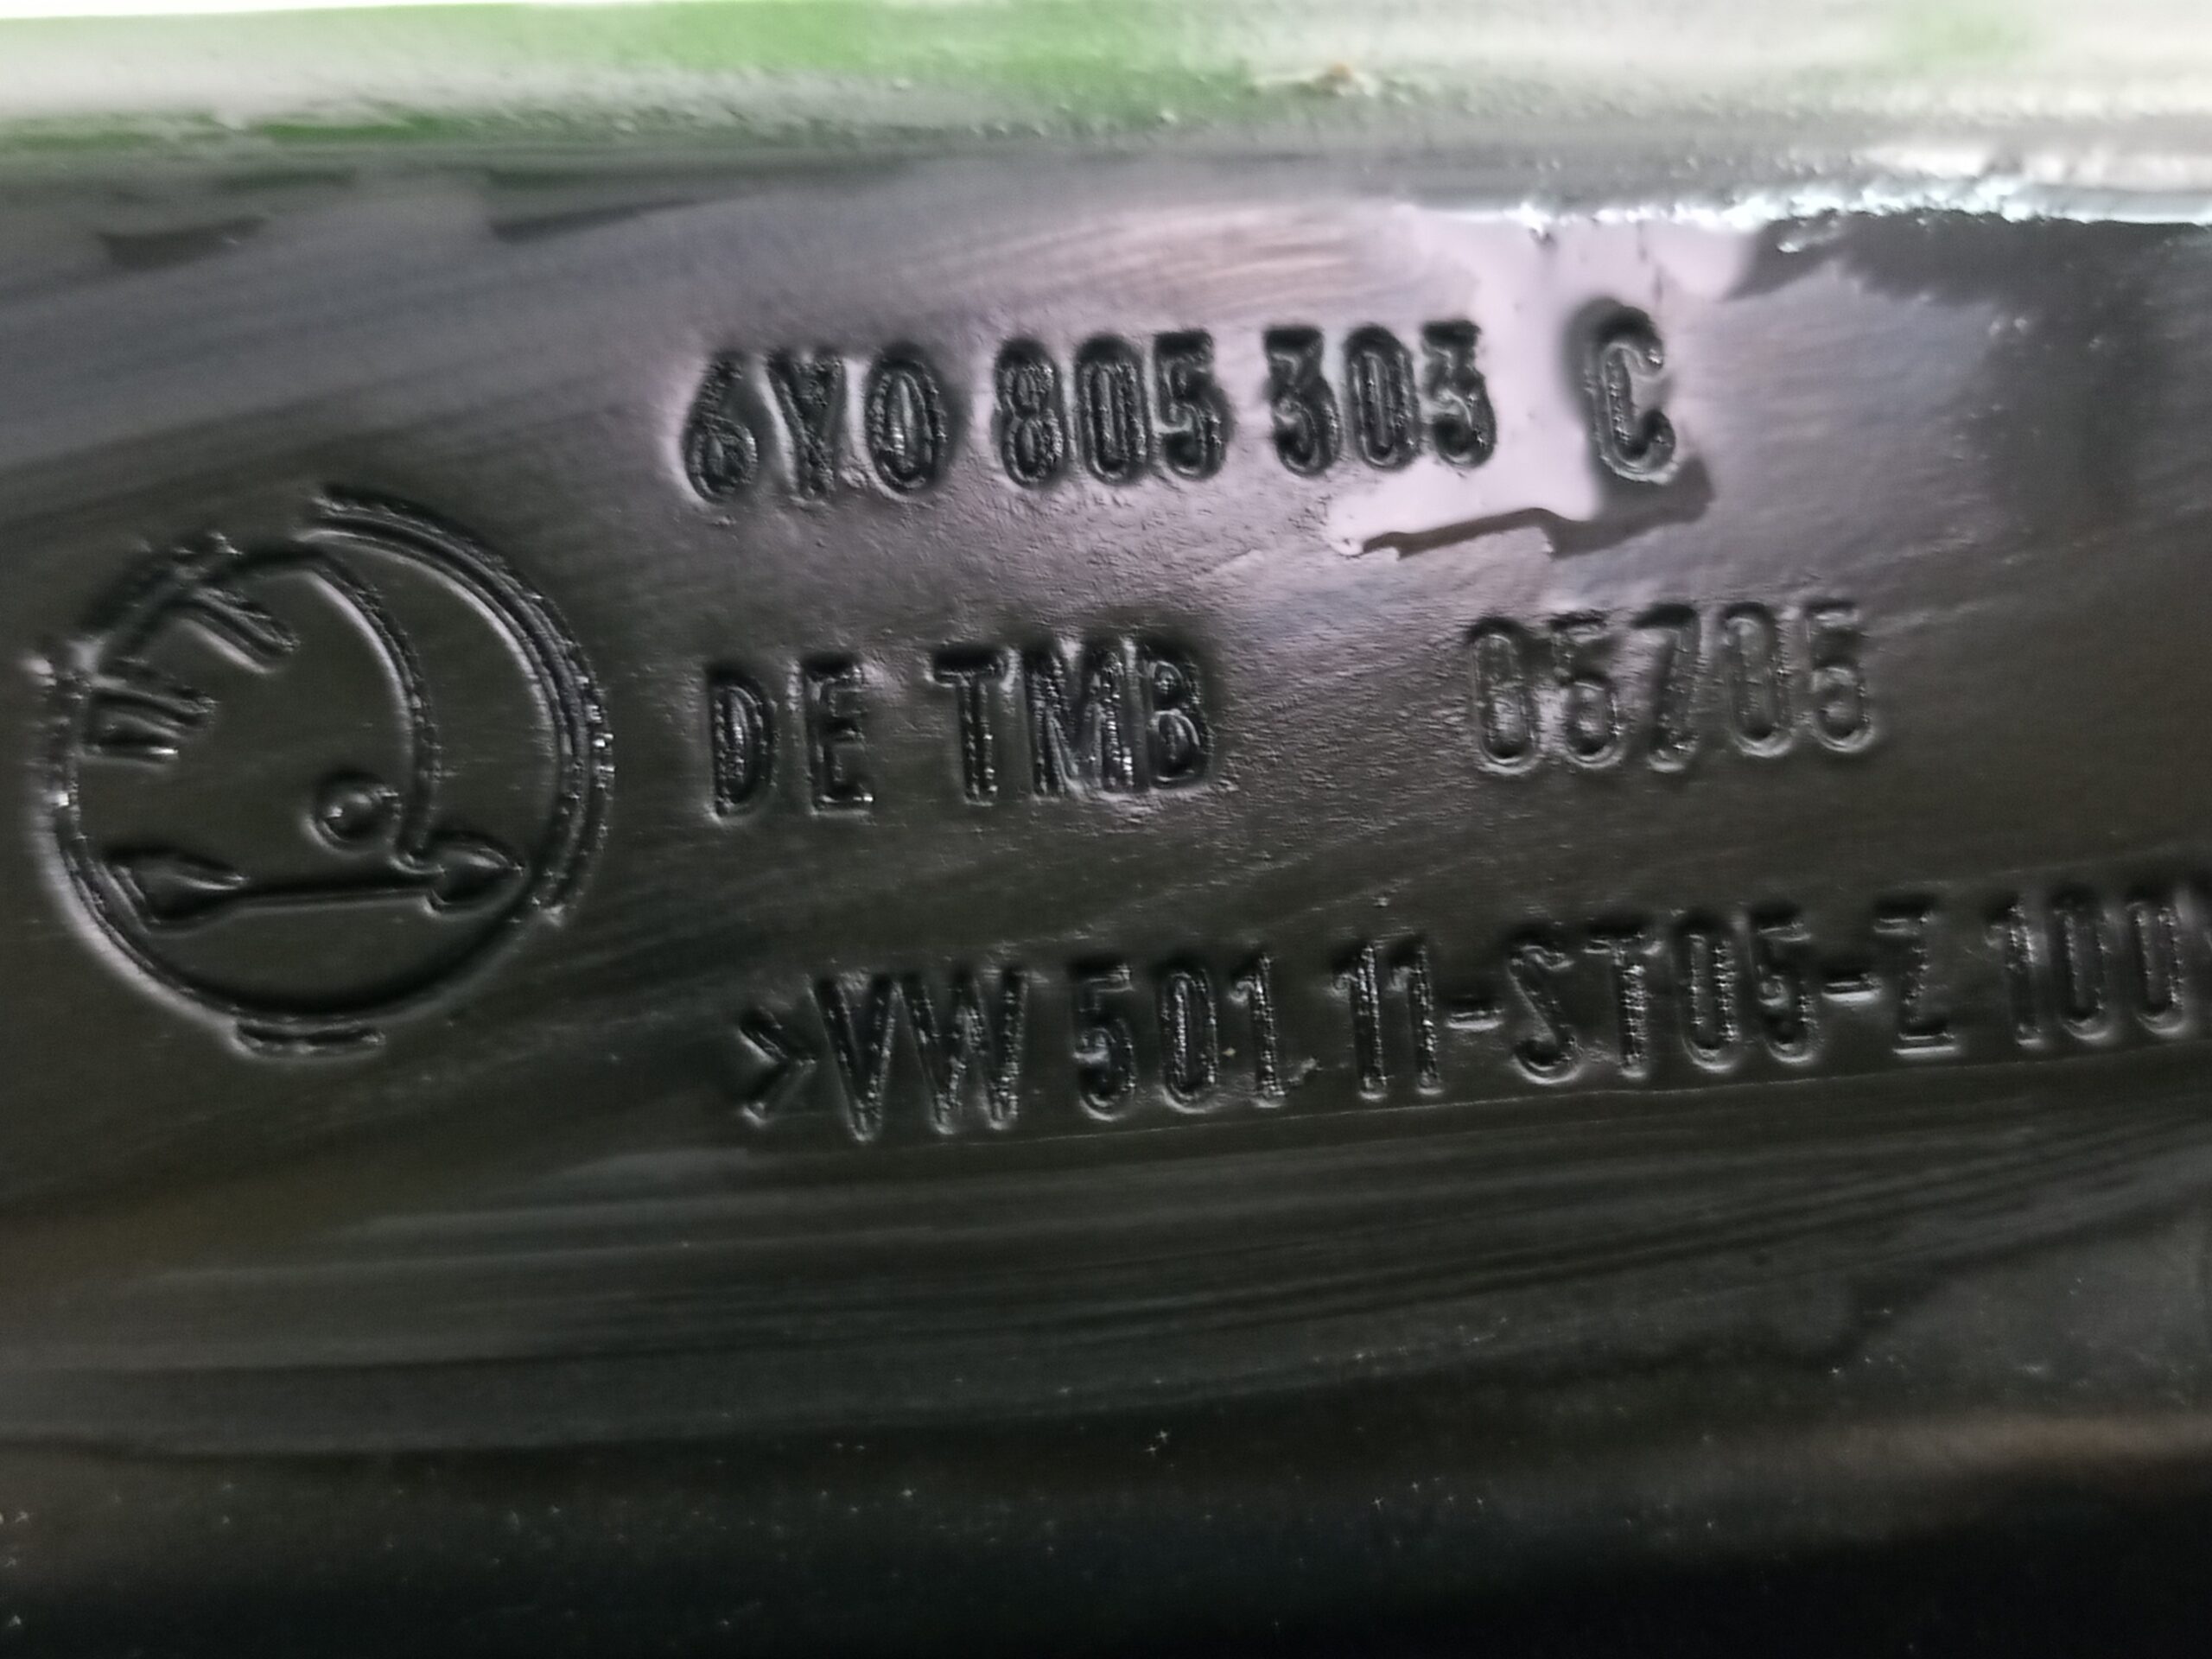 6Y0 805 303 C
DE TMB 05705
>VW 501 11-ST05-Z 100